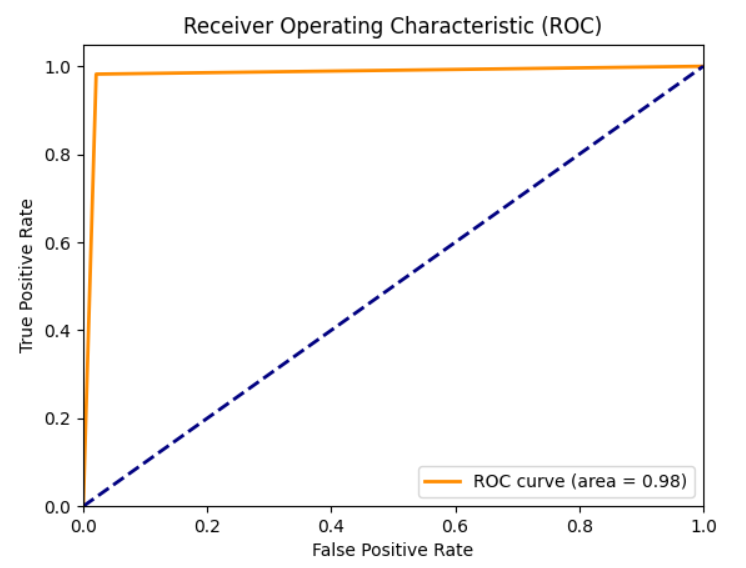 Receiver Operating Characteristic (ROC)
True Positive Rate
1.0
0.8
0.6
0.4
0.2
0.0
ROC curve (area = 0.98)
0.0 0.2 0.4 0.6 0.8 1.0
False Positive Rate